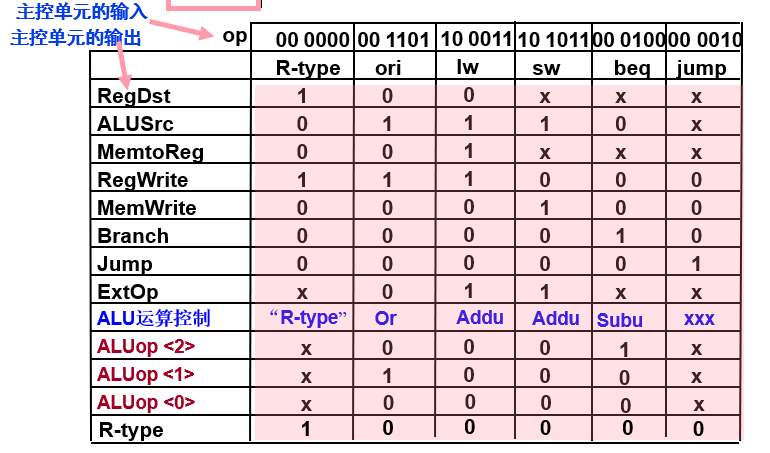 主控单元的输入
主控单元的输出
op 00 0000 00 1101 10 0011 10 1011 00 0100 00 0010
R-type ori lw sw beq jump
RegDst 1 0 0 x x x
ALUSrc 0 1 1 1 0 x
MemtoReg 0 0 1 x x x
RegWrite 1 1 1 0 0 0
MemWrite 0 0 0 1 0 0
Branch 0 0 0 0 1 0
Jump 0 0 0 0 0 1
ExtOp x 0 1 1 x x
ALU运算控制 “R-type” Or Addu Addu Subu xxx
ALUop <2> x 0 0 0 1 x
ALUop <1> x 1 0 0 0 x
ALUop <0> x 0 0 0 0 x
R-type 1 0 0 0 0 0